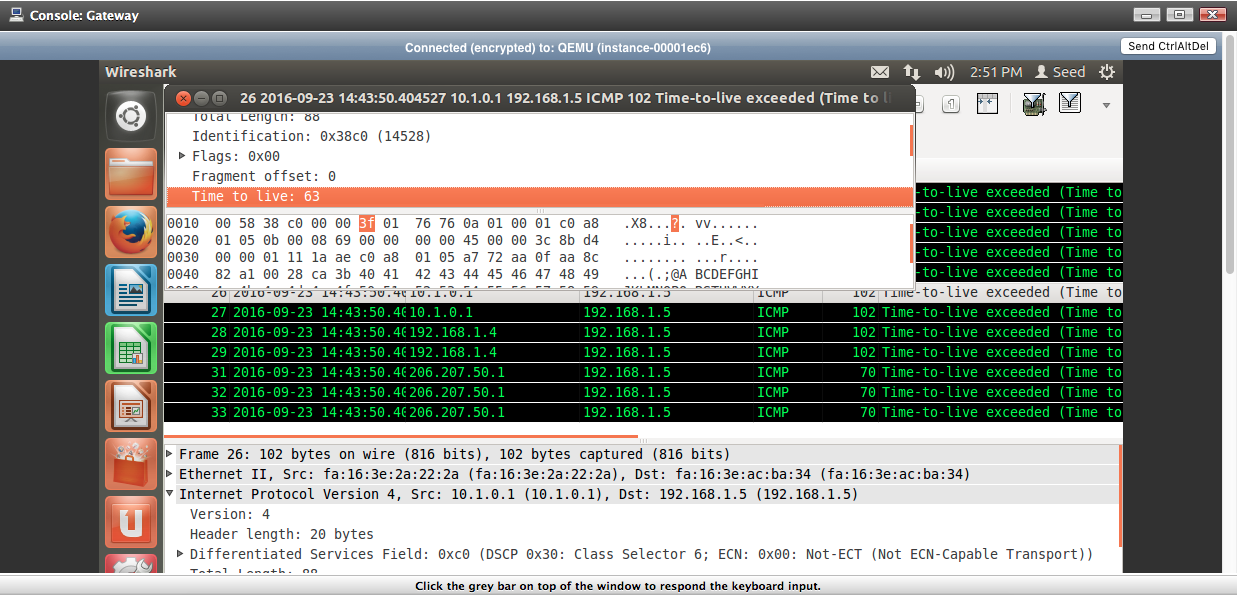 Console: Gateway
Connected (encrypted) to: QEMU (instance-00001ec6)
Send CtrlAltDel
Wireshark
2:51 PM Seed
26 2016-09-23 14:43:50.404527 10.1.0.1 192.168.1.5 ICMP 102 Time-to-live exceeded (Time to l
Total Length: 88
Identification: 0x38c0 (14528)
Flags: 0x00
Fragment offset: 0
Time to live: 63
-to-live exceeded (Time to
-to-live exceeded (Time to
-to-live exceeded (Time to
-to-live exceeded (Time to
-to-live exceeded (Time to
0010 00 58 38 c0 00 00 3f 01 76 76 0a 01 00 01 c0 a8 .X8...?. vv......
0020 01 05 0b 00 08 69 00 00 00 00 45 00 00 3c 8b d4 .....i.. ..E..<..
0030 00 00 01 11 1a ae c0 a8 01 05 a7 72 aa 0f aa 8c ........ ...r....
0040 82 a1 00 28 ca 3b 40 41 42 43 44 45 46 47 48 49 ...(.;@A BCDEFGHI
26 2016-09-23 14:43:50.40 10.1.0.1 192.168.1.5 ICMP 102 Time-to-live exceeded (Time to
27 2016-09-23 14:43:50.40 10.1.0.1 192.168.1.5 ICMP 102 Time-to-live exceeded (Time to
28 2016-09-23 14:43:50.40 192.168.1.4 192.168.1.5 ICMP 102 Time-to-live exceeded (Time to
29 2016-09-23 14:43:50.40 192.168.1.4 192.168.1.5 ICMP 102 Time-to-live exceeded (Time to
31 2016-09-23 14:43:50.40 206.207.50.1 192.168.1.5 ICMP 70 Time-to-live exceeded (Time to
32 2016-09-23 14:43:50.40 206.207.50.1 192.168.1.5 ICMP 70 Time-to-live exceeded (Time to
33 2016-09-23 14:43:50.40 206.207.50.1 192.168.1.5 ICMP 70 Time-to-live exceeded (Time to
Frame 26: 102 bytes on wire (816 bits), 102 bytes captured (816 bits)
Ethernet II, Src: fa:16:3e:2a:22:2a (fa:16:3e:2a:22:2a), Dst: fa:16:3e:ac:ba:34 (fa:16:3e:ac:ba:34)
Internet Protocol Version 4, Src: 10.1.0.1 (10.1.0.1), Dst: 192.168.1.5 (192.168.1.5)
Version: 4
Header length: 20 bytes
Differentiated Services Field: 0xc0 (DSCP 0x30: Class Selector 6; ECN: 0x00: Not-ECT (Not ECN-Capable Transport))
Total Length: 88
Click the grey bar on top of the window to respond the keyboard input.